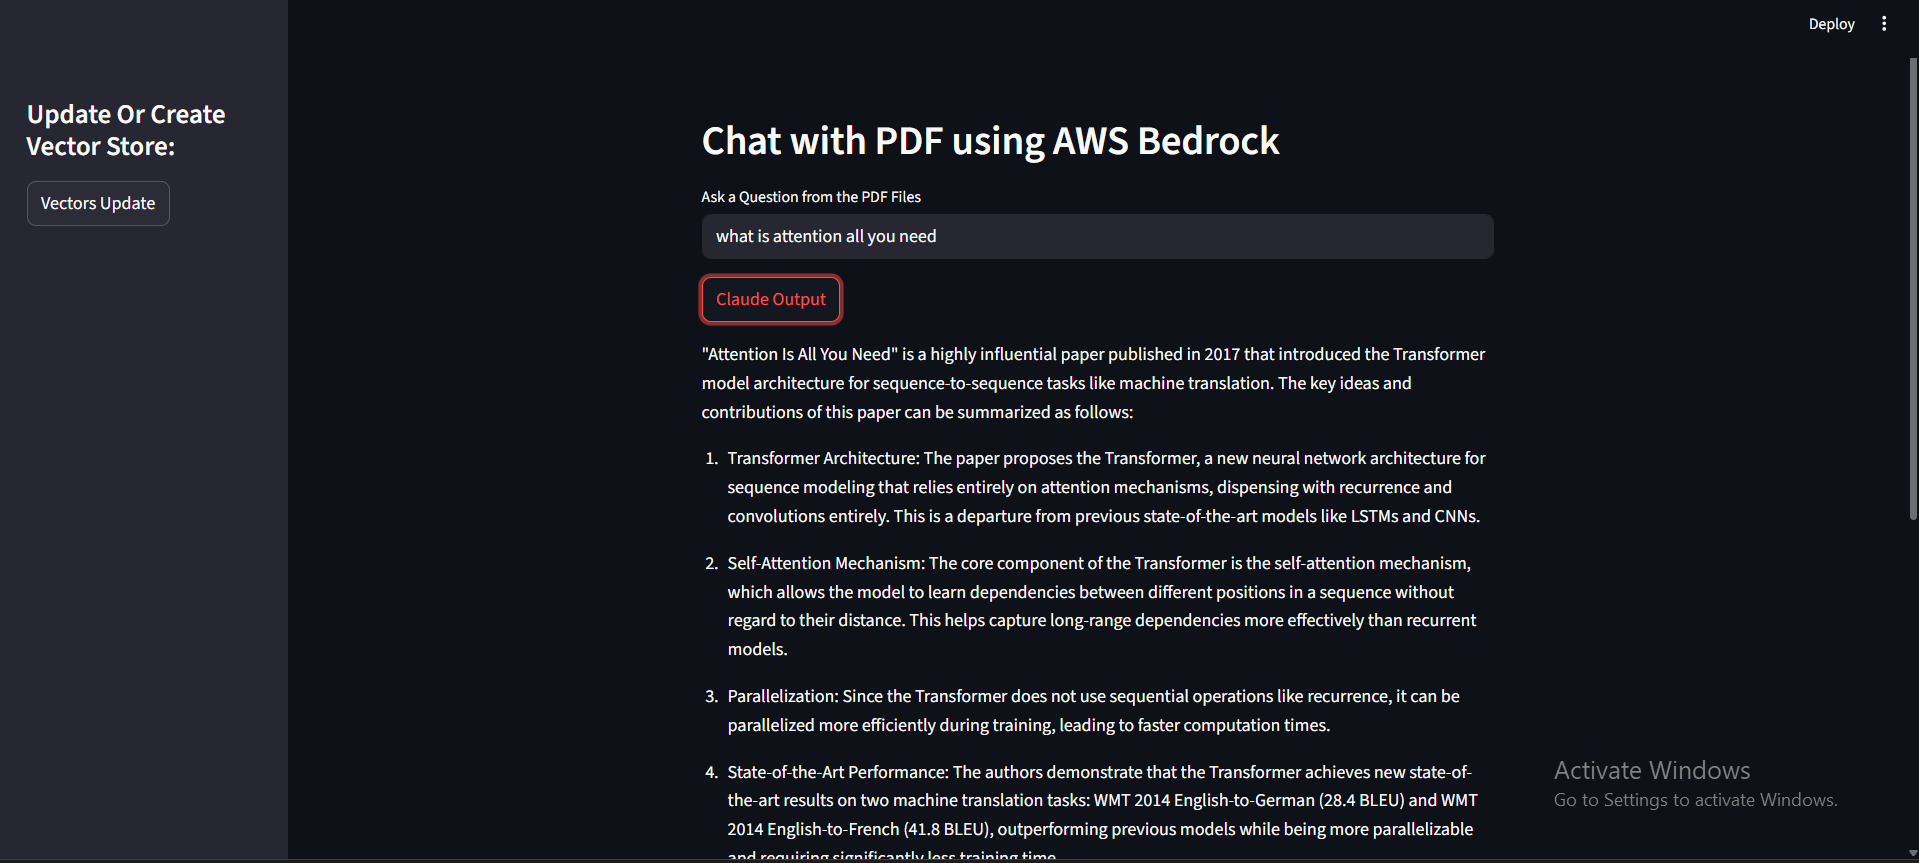 Deploy
Update Or Create
Vector Store:
Vectors Update
Chat with PDF using AWS Bedrock
Ask a Question from the PDF Files
what is attention all you need
Claude Output
"Attention Is All You Need" is a highly influential paper published in 2017 that introduced the Transformer
model architecture for sequence-to-sequence tasks like machine translation. The key ideas and
contributions of this paper can be summarized as follows:
1. Transformer Architecture: The paper proposes the Transformer, a new neural network architecture for
sequence modeling that relies entirely on attention mechanisms, dispensing with recurrence and
convolutions entirely. This is a departure from previous state-of-the-art models like LSTMs and CNNs.
2. Self-Attention Mechanism: The core component of the Transformer is the self-attention mechanism,
which allows the model to learn dependencies between different positions in a sequence without
regard to their distance. This helps capture long-range dependencies more effectively than recurrent
models.
3. Parallelization: Since the Transformer does not use sequential operations like recurrence, it can be
parallelized more efficiently during training, leading to faster computation times.
4. State-of-the-Art Performance: The authors demonstrate that the Transformer achieves new state-of-
the-art results on two machine translation tasks: WMT 2014 English-to-German (28.4 BLEU) and WMT
2014 English-to-French (41.8 BLEU), outperforming previous models while being more parallelizable
and requiring significantly less training time.
Activate Windows
Go to Settings to activate Windows.